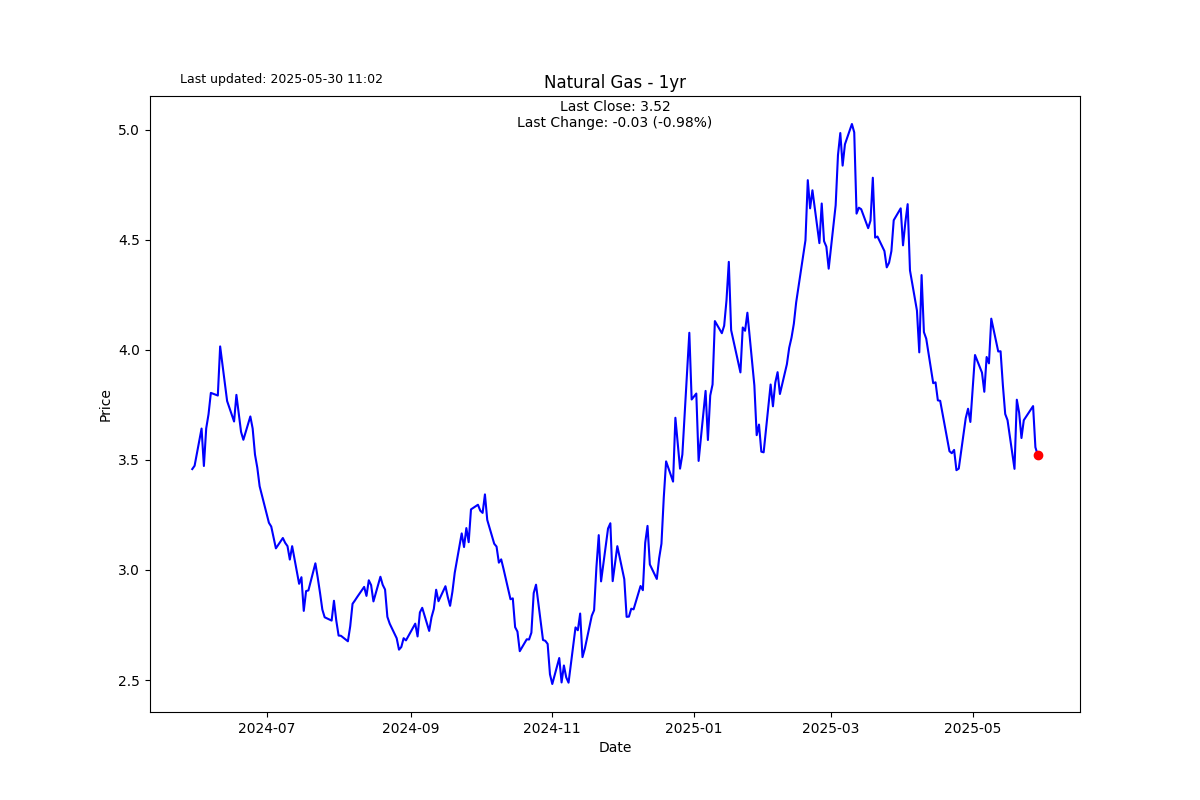 Last updated: 2025-05-30 11:02
Natural Gas - 1yr
Last Close: 3.52
Last Change: -0.03 (-0.98%)
5.0
4.5
4.0
3.5
3.0
2.5
Price
2024-07
2024-09
2024-11
2025-01
2025-03
2025-05
Date